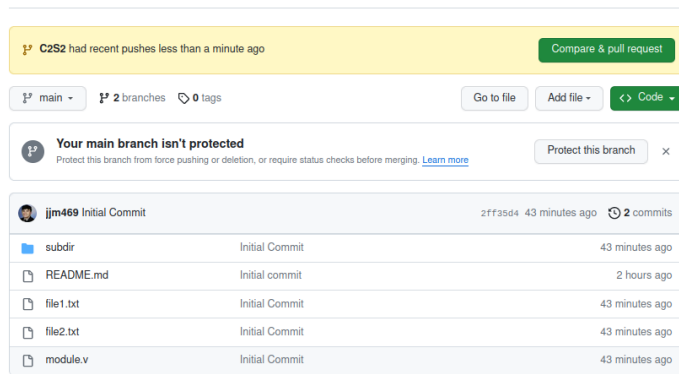 C2S2 had recent pushes less than a minute ago Compare & pull request
main 2 branches 0 tags Go to file Add file Code
Your main branch isn't protected
Protect this branch from force pushing or deletion, or require status checks before merging. Learn more Protect this branch
jjm469 Initial Commit 2ff35d4 43 minutes ago 2 commits
subdir Initial Commit 43 minutes ago
README.md Initial commit 2 hours ago
file1.txt Initial Commit 43 minutes ago
file2.txt Initial Commit 43 minutes ago
module.v Initial Commit 43 minutes ago